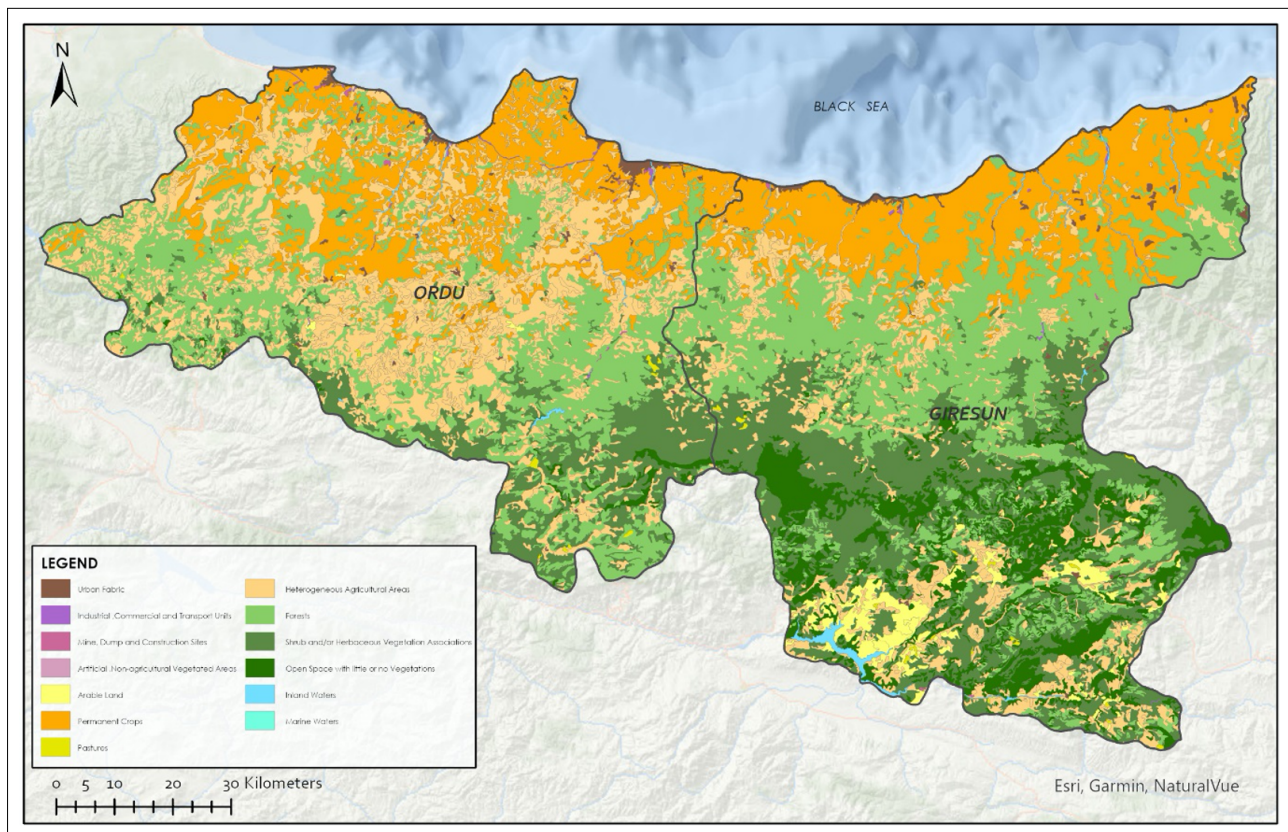 N
BLACK SEA
ORDU
GIRESUN
LEGEND
Urban Fabric
Industrial ,Commercial and Transport Units
Mine, Dump and Construction Sites
Artificial ,Non-agricultural Vegetated Areas
Arable Land
Permanent Crops
Pastures
Heterogeneous Agricultural Areas
Forests
Shrub and/or Herbaceous Vegetation Associations
Open Space with little or no Vegetations
Inland Waters
Marine Waters
0 5 10 20 30 Kilometers
Esri, Garmin, NaturalVue